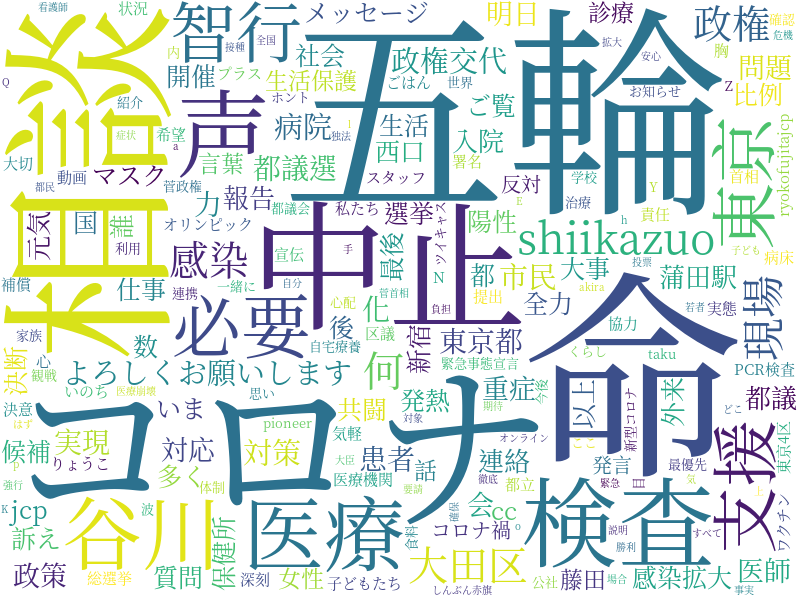 看護師
状況
メッセージ
明日
診療
政権
確認
危機
智行
内
接種
全国
社会
政権交代
拡大
胸
安心
相談
五輪
開催
プラス
生活保護
ごはん
世界
問題
Q
声
ご覧
お知らせ
Z
比例
紹介
ホント
病院
生活
入院
希望
a
独法
西口
署名
症状
言葉
都議選
大切
動画
マスク
菅政権
報告
スタッフ
反対
治療
学校
首相
東京
ryokofujitajcp
都民
オリンピック
力
都議会
私たち
選挙
陽性
Y
責任
元気
国
誰
利用
中止
ツイキャス
E
h
子ども
病床
感染
宣伝
手
最後
shiikazuo
投票
補償
仕事
連携
一緒に
自分
都
市民
大事
akira
蒲田駅
必要
心配
菅首相
N
提出
負担
命
若者
実態
家族
数
化
全力
現場
後
区議
新宿
東京都
協力
決断
心
観戦
自宅療養
緊急事態宣言
くらし
taku
PCR検査
よろしくお願いします
何
いのち
医療崩壊
思い
発熱
重症
以上
外来
都議
決意
はず
いま
pioneer
共闘
期待
今後
どこ
コロナ
候補
実現
対応
対策
気軽
対象
オンライン
ここ
新型コロナ
東京4区
りょうこ
患者
話
連絡
発言
最優先
支援
P
多く
体制
大臣
医療機関
徹底
都立
緊急
目
気
i
強行
谷川
医療
検査
ワクチン
K
jcp
波
要請
会
cc
説明
すべて
訴え
保健所
コロナ禍
確保
o
勝利
政策
質問
食料
大田区
医師
総選挙
深刻
女性
子どもたち
しんぶん赤旗
公社
藤田
場合
感染拡大
事実